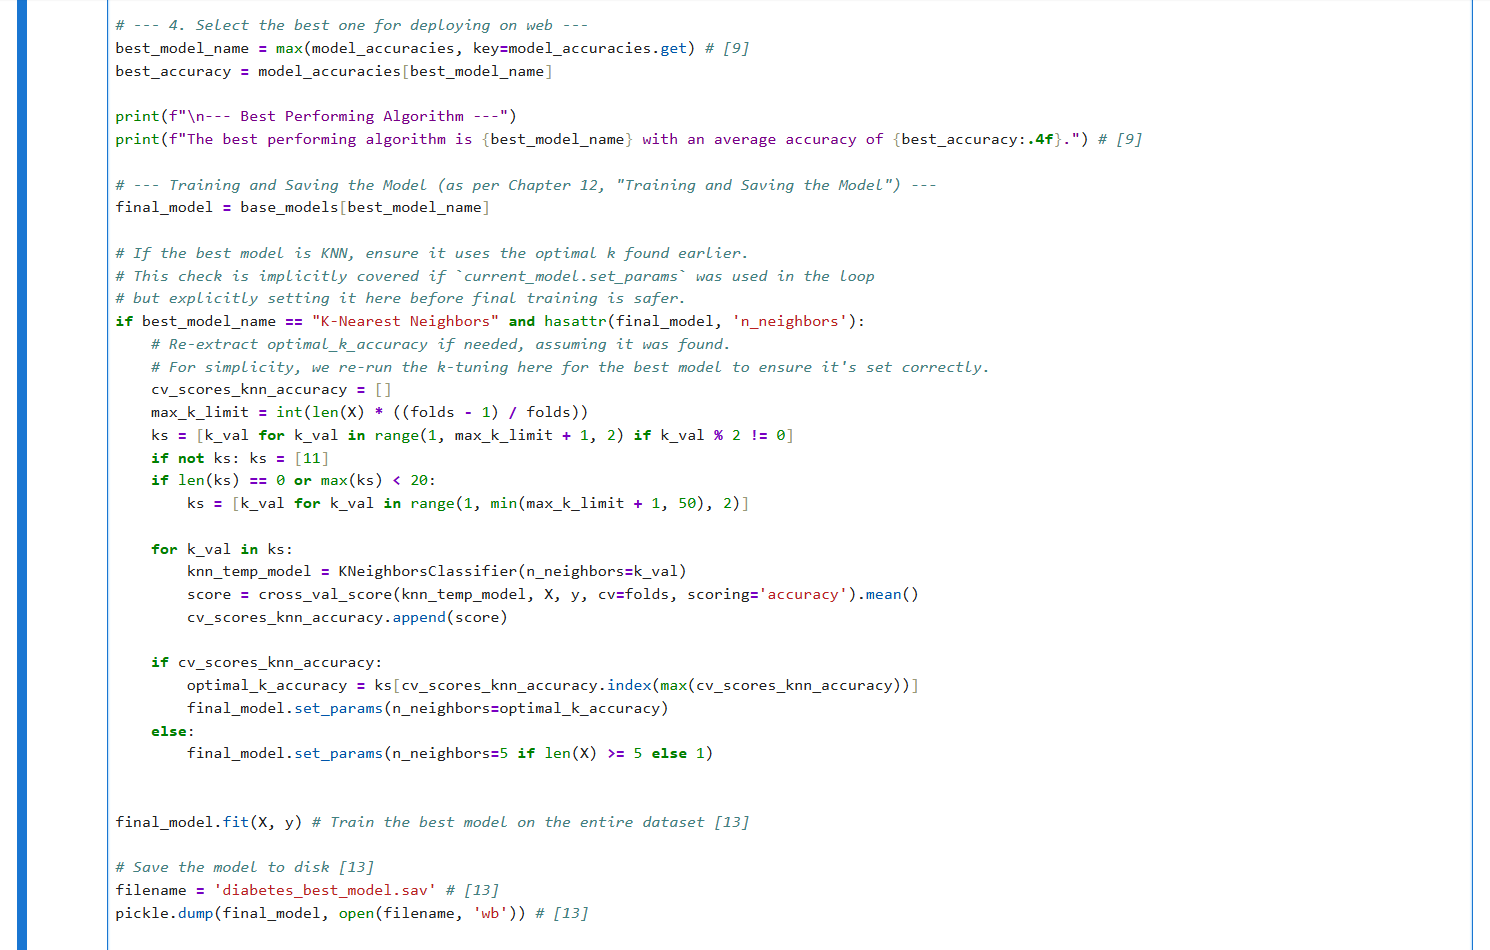 # --- 4. Select the best one for deploying on web ---
best_model_name = max(model_accuracies, key=model_accuracies.get) # [9]
best_accuracy = model_accuracies[best_model_name]

print(f"\n--- Best Performing Algorithm ---")
print(f"The best performing algorithm is {best_model_name} with an average accuracy of {best_accuracy:.4f}.") # [9]

# --- Training and Saving the Model (as per Chapter 12, "Training and Saving the Model") ---
final_model = base_models[best_model_name]

# If the best model is KNN, ensure it uses the optimal k found earlier.
# This check is implicitly covered if `current_model.set_params` was used in the loop
# but explicitly setting it here before final training is safer.
if best_model_name == "K-Nearest Neighbors" and hasattr(final_model, 'n_neighbors'):
    # Re-extract optimal_k_accuracy if needed, assuming it was found.
    # For simplicity, we re-run the k-tuning here for the best model to ensure it's set correctly.
    cv_scores_knn_accuracy = []
    max_k_limit = int(len(X) * ((folds - 1) / folds))
    ks = [k_val for k_val in range(1, max_k_limit + 1, 2) if k_val % 2 != 0]
    if not ks: ks = [11]
    if len(ks) == 0 or max(ks) < 20:
        ks = [k_val for k_val in range(1, min(max_k_limit + 1, 50), 2)]

    for k_val in ks:
        knn_temp_model = KNeighborsClassifier(n_neighbors=k_val)
        score = cross_val_score(knn_temp_model, X, y, cv=folds, scoring='accuracy').mean()
        cv_scores_knn_accuracy.append(score)

    if cv_scores_knn_accuracy:
        optimal_k_accuracy = ks[cv_scores_knn_accuracy.index(max(cv_scores_knn_accuracy))]
        final_model.set_params(n_neighbors=optimal_k_accuracy)
    else:
        final_model.set_params(n_neighbors=5 if len(X) >= 5 else 1)


final_model.fit(X, y) # Train the best model on the entire dataset [13]

# Save the model to disk [13]
filename = 'diabetes_best_model.sav' # [13]
pickle.dump(final_model, open(filename, 'wb')) # [13]